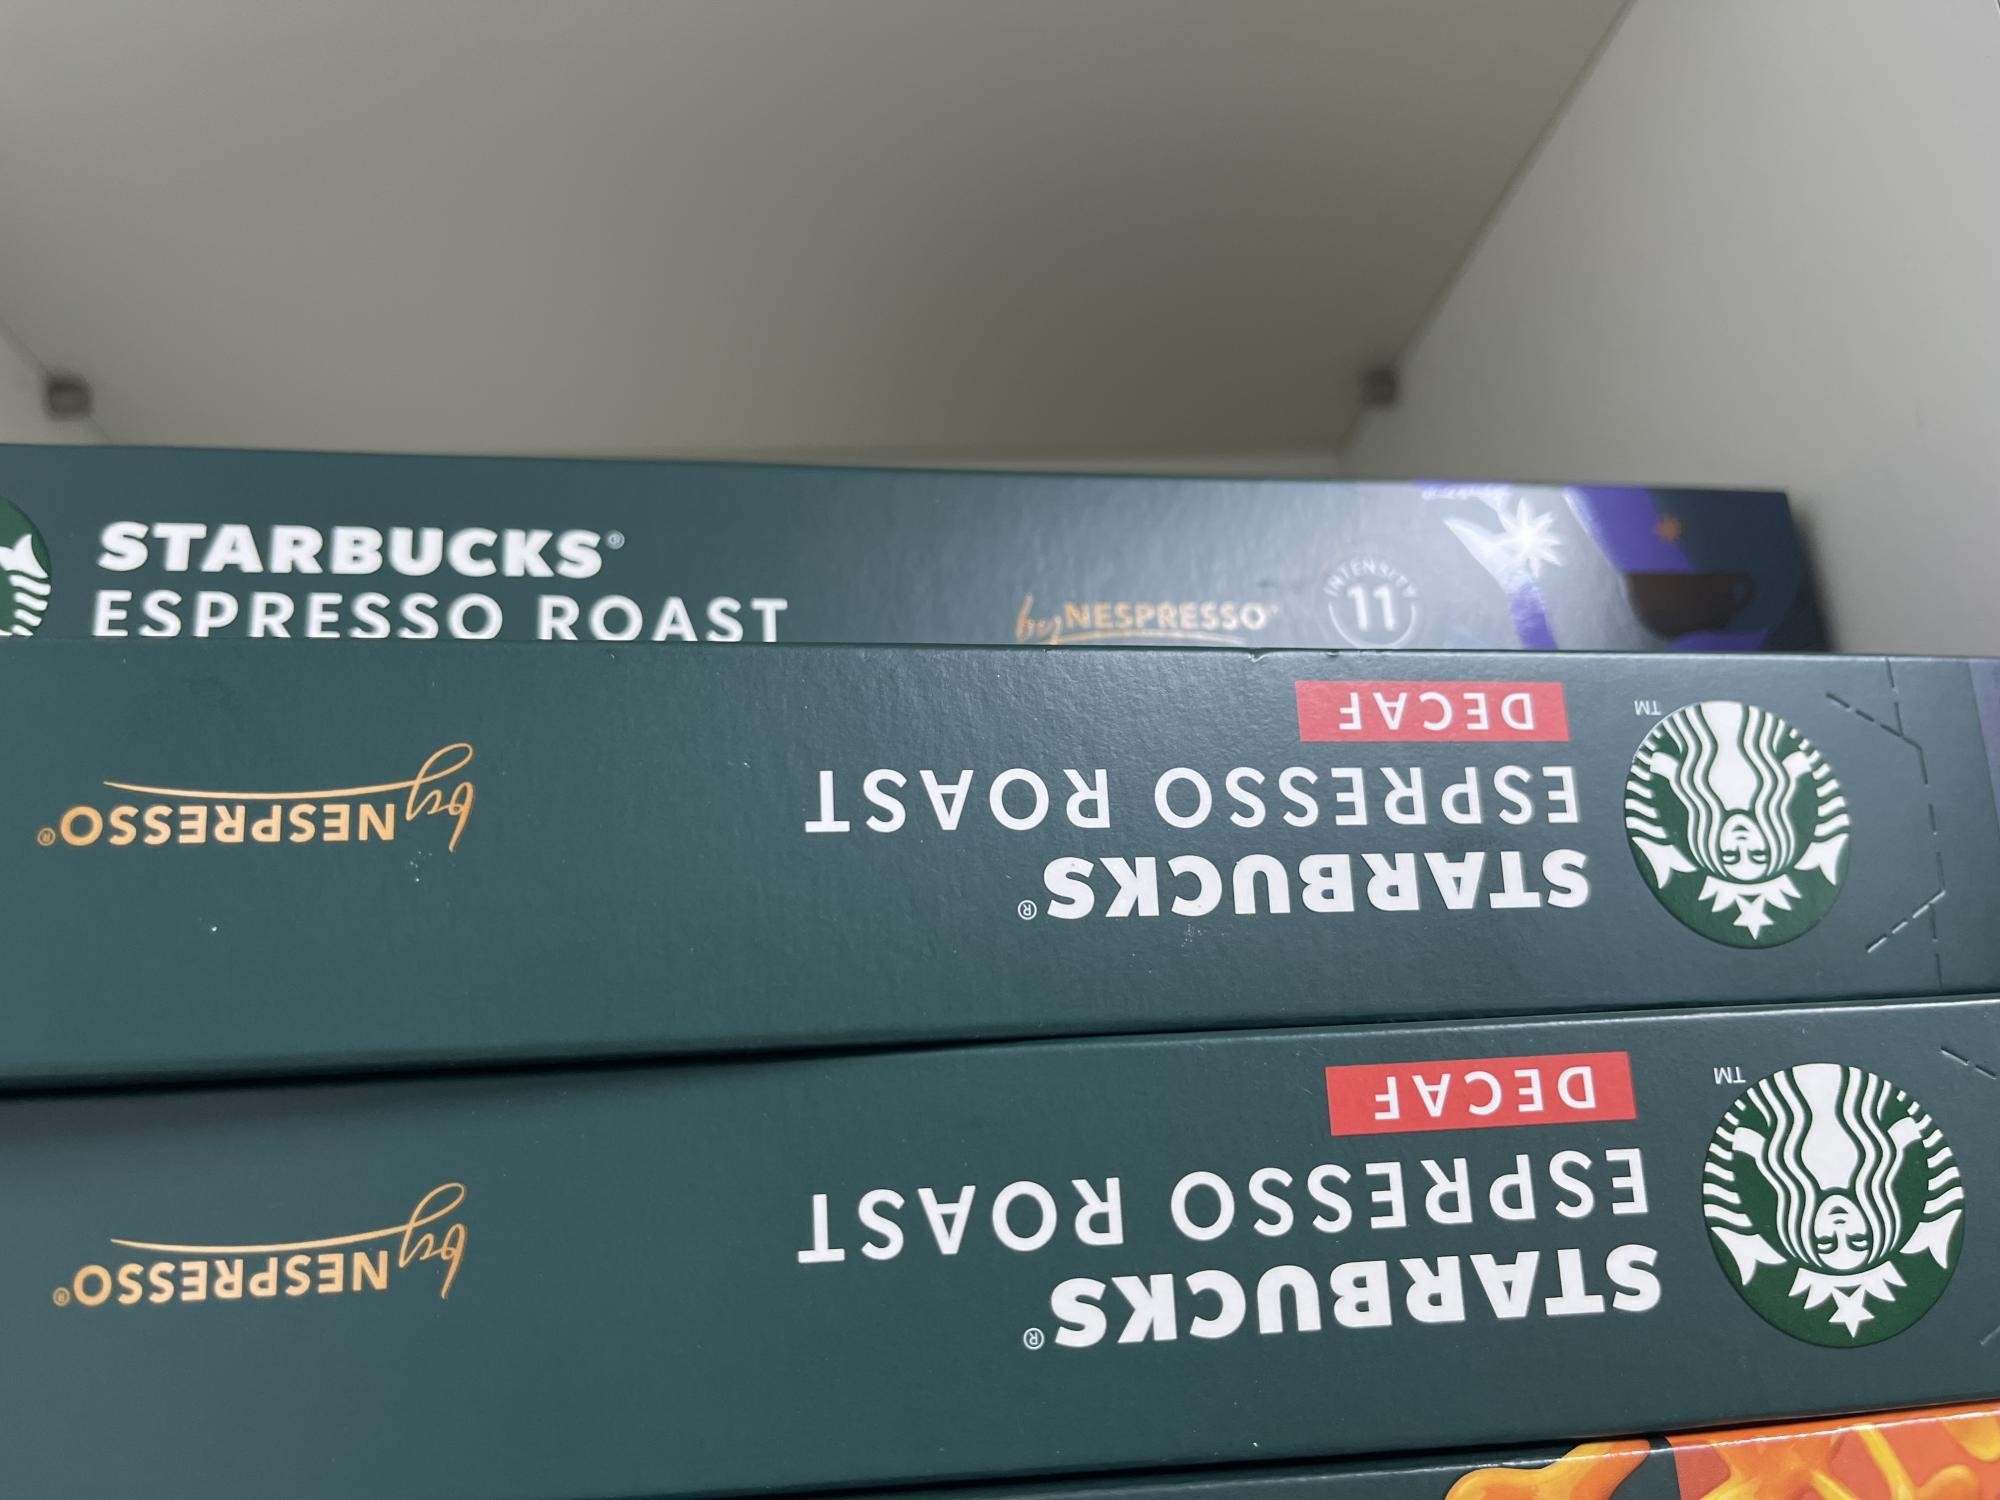 STARBUCKS®
ESPRESSO ROAST
by NESPRESSO®
INTENSITY
11
DECAF
TM
ESPRESSO ROAST
STARBUCKS®
by NESPRESSO®
DECAF
TM
ESPRESSO ROAST
STARBUCKS®
by NESPRESSO®